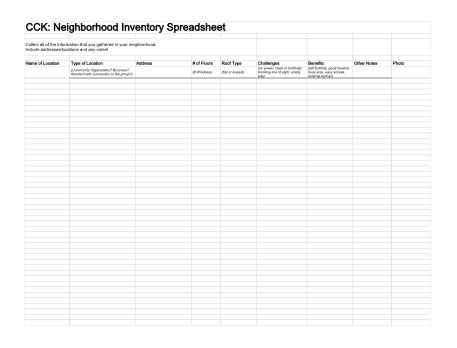 CCK: Neighborhood Inventory Spreadsheet
Collect all of the information that you gathered in your neighborhood.
Include addresses/locations and any notes!
Name of Location Type of Location Address # of Floors Roof Type Challenges Benefits Other Notes Photo
(Community Organization? Business? Resident with Connection to the group?) (# Windows) (flat or sloped) (no power, trees or buildings blocking line of sight, empty (tall building, good location, busy area, easy access, existing partner)